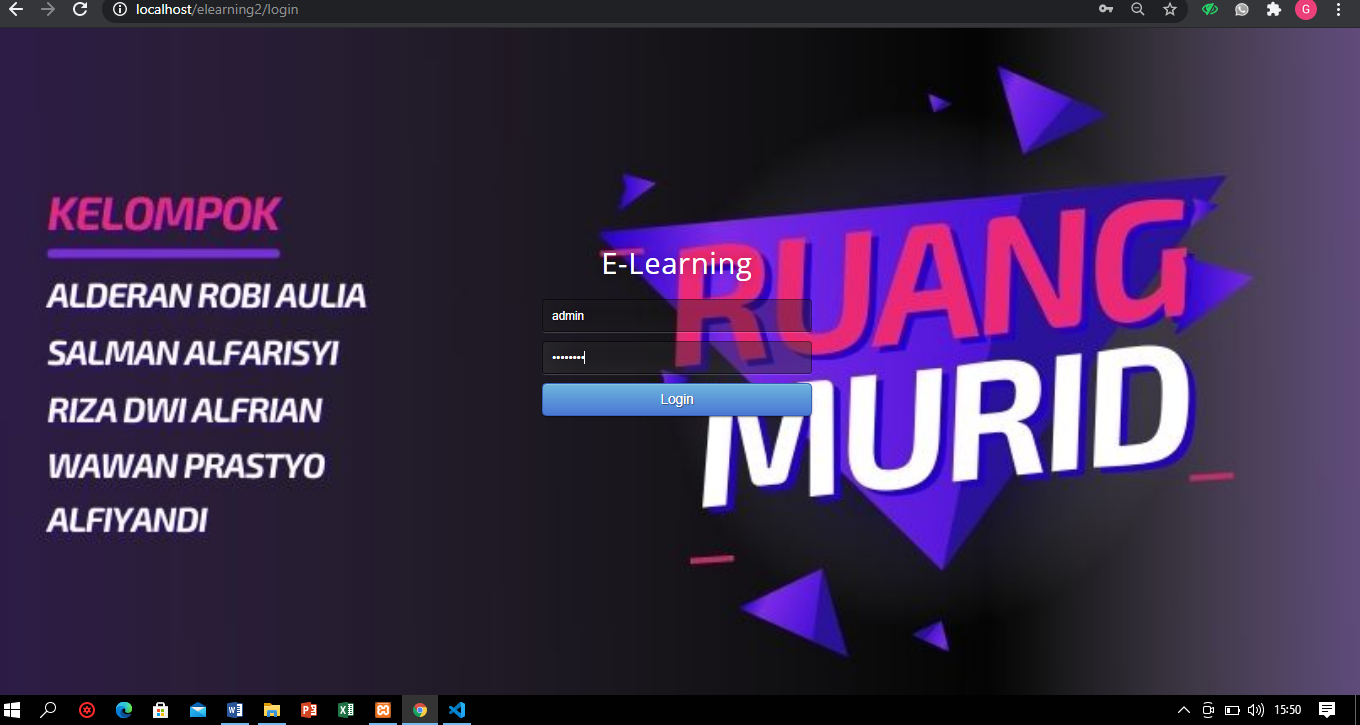 localhost/elearning2/login
G
KELOMPOK
ALDERAN ROBI AULIA
SALMAN ALFARISYI
RIZA DWI ALFRIAN
WAWAN PRASTYO
ALFIYANDI
RUANG
MURID
E-Learning
admin
••••••••
Login
15:50